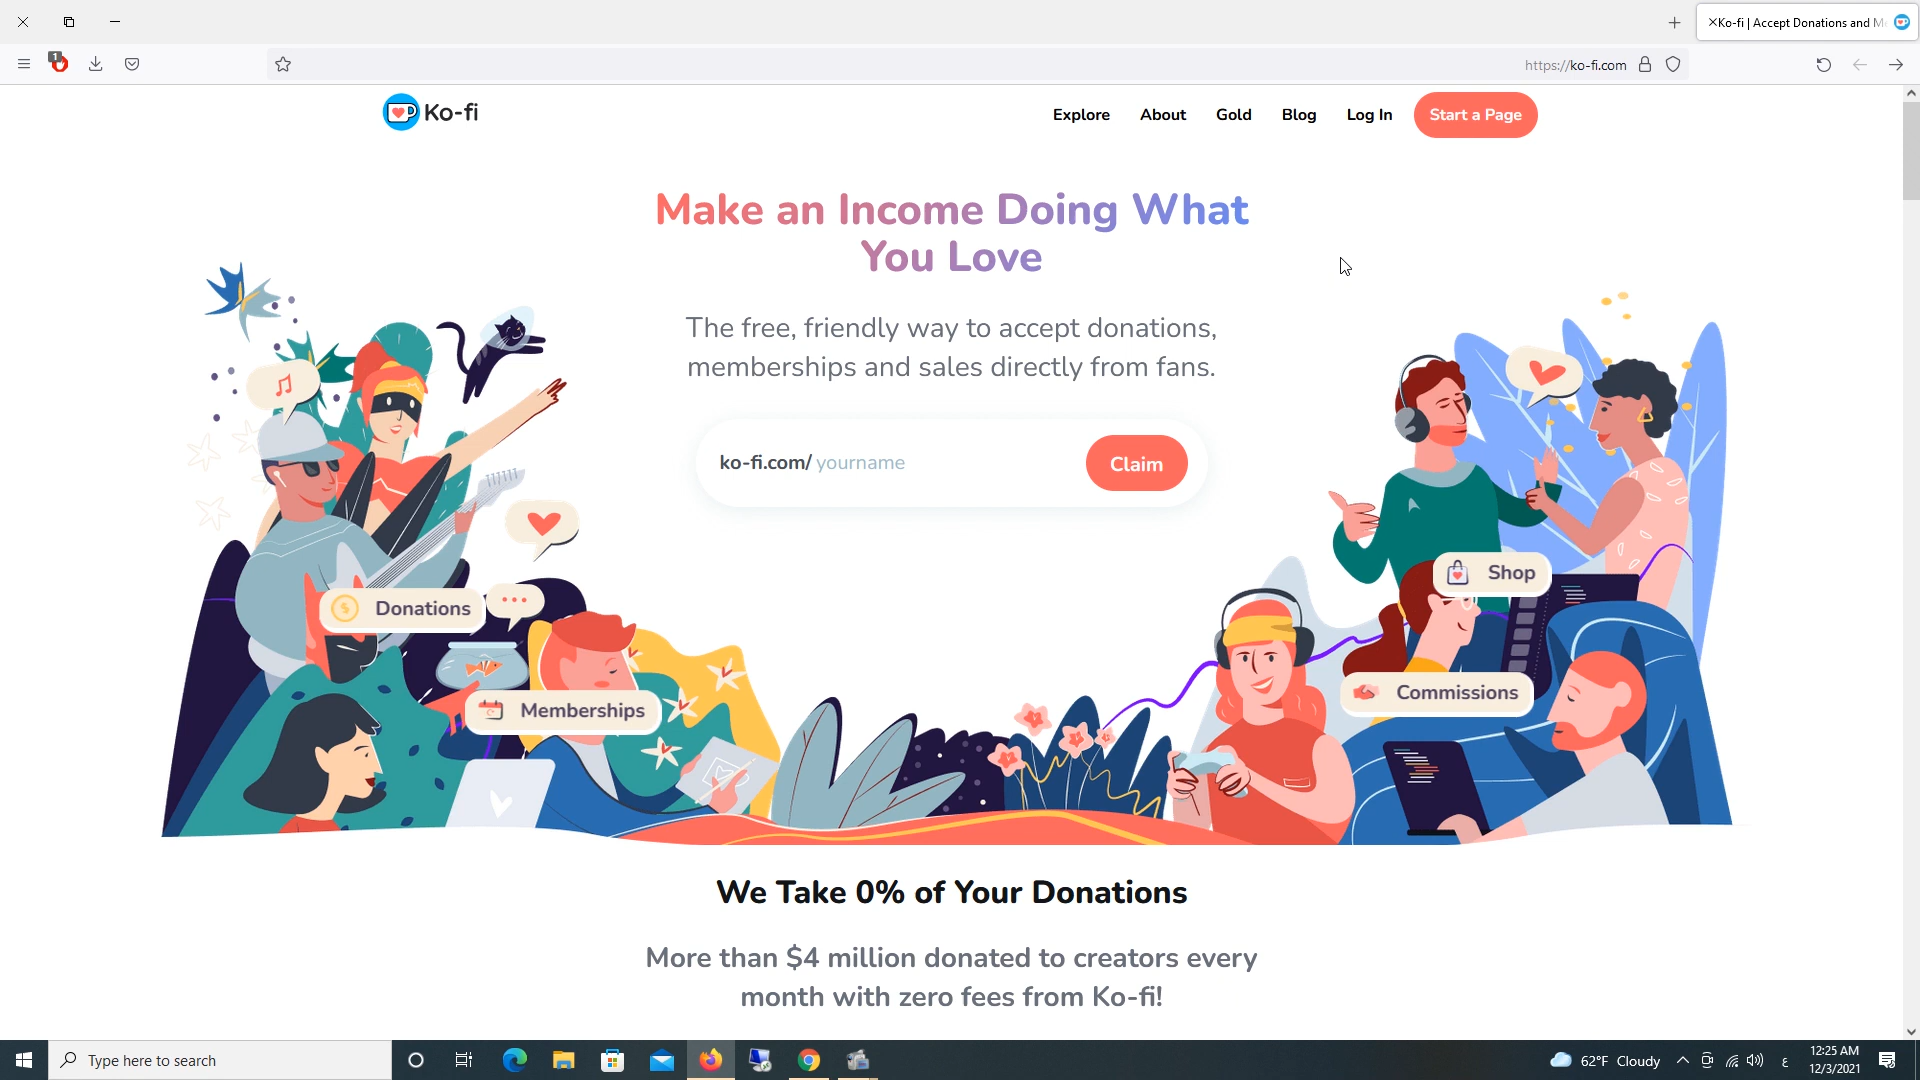 Ko-fi | Accept Donations and M
1
https://ko-fi.com
Ko-fi
Explore
About
Gold
Blog
Log In
Start a Page
Make an Income Doing What
You Love
The free, friendly way to accept donations,
memberships and sales directly from fans.
ko-fi.com/ yourname
Claim
Donations
Memberships
Shop
Commissions
We Take 0% of Your Donations
More than $4 million donated to creators every
month with zero fees from Ko-fi!
Type here to search
62°F Cloudy
ع
12:25 AM
12/3/2021